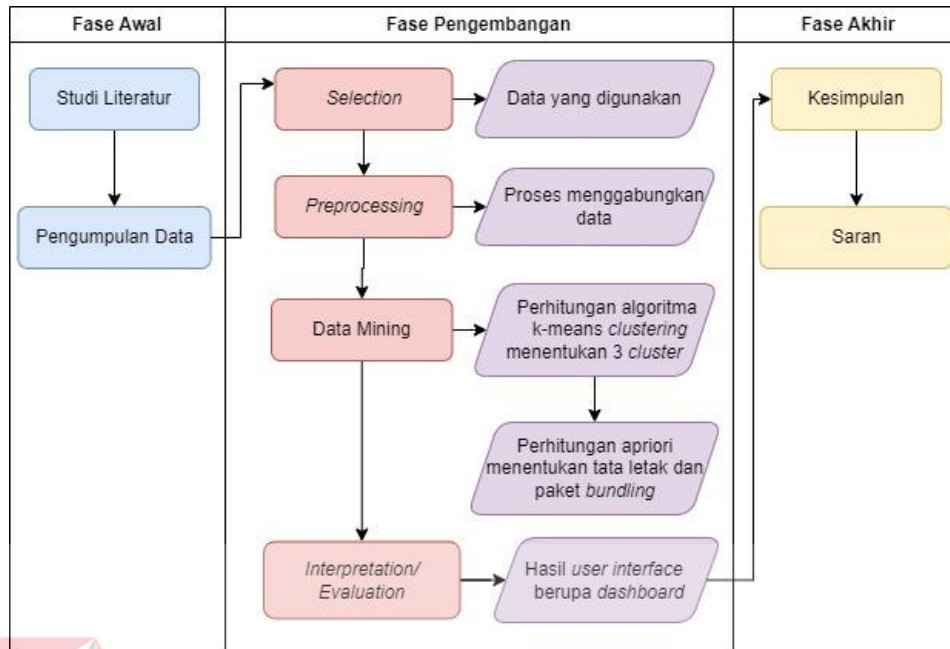 Fase Awal
Fase Pengembangan
Fase Akhir
Studi Literatur
Pengumpulan Data
Selection
Data yang digunakan
Preprocessing
Proses menggabungkan
data
Data Mining
Perhitungan algoritma
k-means clustering
menentukan 3 cluster
Perhitungan apriori
menentukan tata letak dan
paket bundling
Interpretation/
Evaluation
Hasil user interface
berupa dashboard
Kesimpulan
Saran